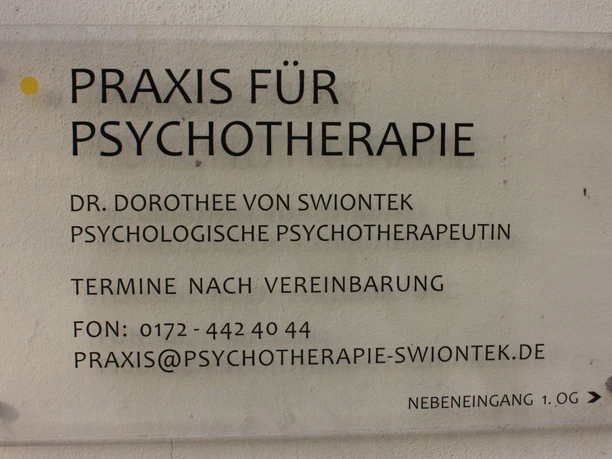 PRAXIS FÜR
PSYCHOTHERAPIE
DR. DOROTHEE VON SWIONTEK
PSYCHOLOGISCHE PSYCHOTHERAPEUTIN
TERMINE NACH VEREINBARUNG
FON: 0172 - 442 40 44
PRAXIS@PSYCHOTHERAPIE-SWIONTEK.DE
NEBENEINGANG 1. OG